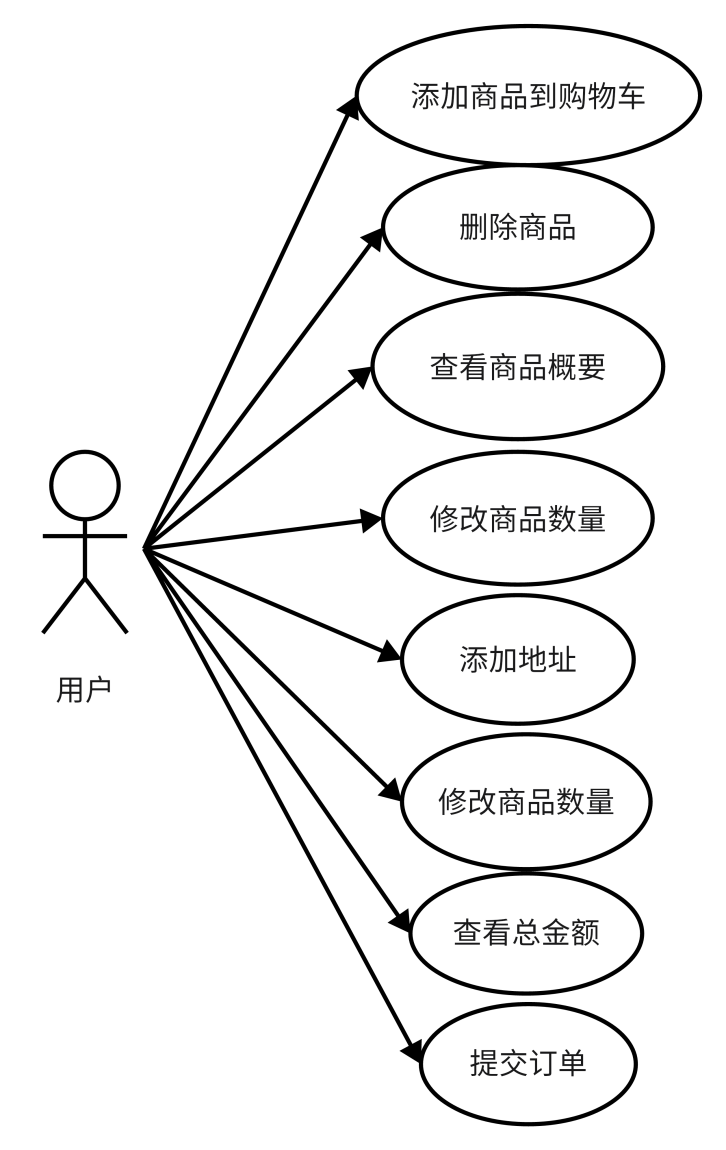 添加商品到购物车
删除商品
查看商品概要
修改商品数量
用户
添加地址
修改商品数量
查看总金额
提交订单